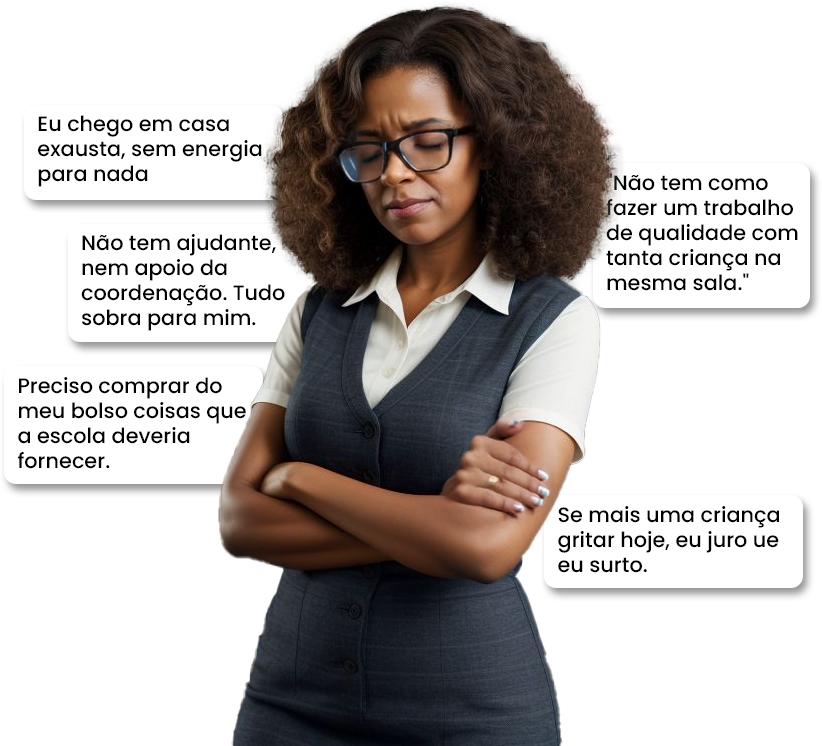 Eu chego em casa
exausta, sem energia
para nada
Não tem como
fazer um trabalho
de qualidade com
tanta criança na
mesma sala."
Não tem ajudante,
nem apoio da
coordenação. Tudo
sobra para mim.
Preciso comprar do
meu bolso coisas que
a escola deveria
fornecer.
Se mais uma criança
gritar hoje, eu juro ue
eu surto.